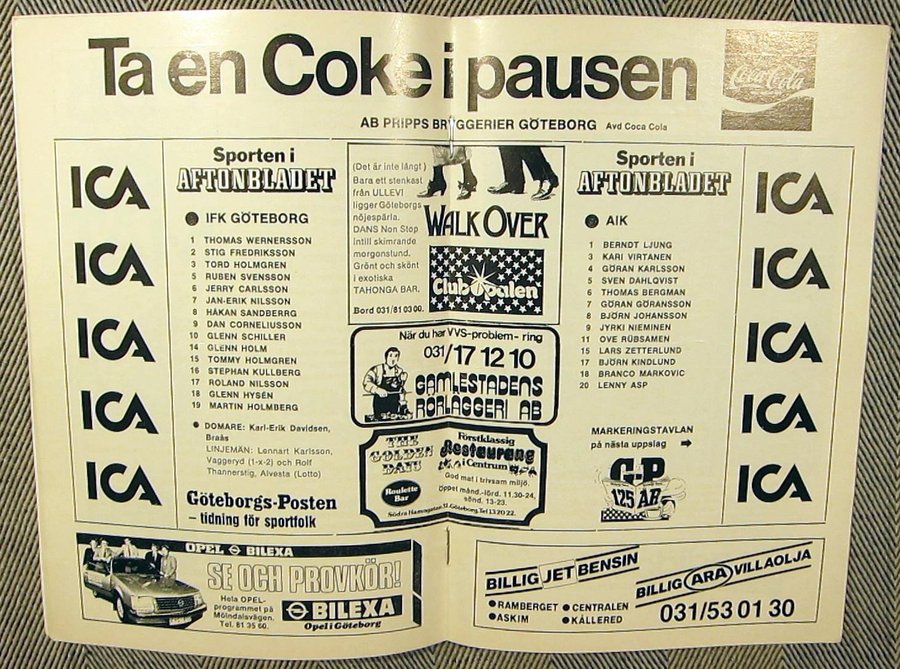 Ta en Coke i pausen
Coca-Cola
AB PRIPPS BRYGGERIER GÖTEBORG Avd Coca Cola
ICA
ICA
ICA
ICA
ICA
Sporten i
AFTONBLADET
IFK GÖTEBORG
1 THOMAS WERNERSSON
2 STIG FREDRIKSSON
3 TORD HOLMGREN
5 RUBEN SVENSSON
6 JERRY CARLSSON
7 JAN-ERIK NILSSON
8 HÅKAN SANDBERRG
9 DAN CORNELIUSSON
10 GLENN SCHILLER
14 GLENN HOLM
15 TOMMY HOLMGREN
16 STEPHAN KULLBERG
17 ROLAND NILSSON
18 GLENN HYSÉN
19 MARTIN HOLMBERG
DOMARE: Karl-Erik Davidsen,
Braås
LINJEMÄN: Lennart Karlsson,
Vaggeryd (1-x-2) och Rolf
Thannerstig, Alvesta (Lotto)
Göteborgs-Posten
– tidning för sportfolk
(Det är inte långt)
Bara ett stenkast
från ULLEVI
ligger Göteborgs
nöjespärla.
DANS Non Stop
Intill skimrande
morgonstund.
Grönt och skönt
i exotiska
TAHONGA BAR.
Bord 031/81 03 00.
WALK OVER
Club Opalen
När du har VVS-problem - ring
031/17 12 10
GAMLESTADENS
RÖRLÄGGERI AB
THE
GOLDEN
DAYS
Roulette
Bar
Förstklassig
Restaurang
i Centrum
God mat i trivsam miljö.
Öppet månd.-lörd. 11.30-24,
sönd. 13-23.
Södra Hamngatan 31. Göteborg. Tel 13 20 22.
Sporten i
AFTONBLADET
AIK
1 BERNDT LJUNG
3 KARI VIRTANEN
4 GÖRAN KARLSSON
5 SVEN DAHLQVIST
6 THOMAS BERGMAN
7 GÖRAN GÖRANSSON
8 BJÖRN JOHANSSON
9 JYRKI NIEMINEN
11 OVE RÜBSAMEN
15 LARS ZETTERLUND
17 BJÖRN KINDLUND
18 BRANCO MARKOVIC
20 LENNY ASP
MARKERINGSTAVLAN
på nästa uppslag
G-P
125 ÅR
ICA
ICA
ICA
ICA
ICA
OPEL BILEXA
SE OCH PROVKÖR!
Hela OPEL-
programmet på
Mölndalsvägen.
Tel. 81 35 60.
BILEXA
Opel i Göteborg
BILLIG JET BENSIN
RAMBERGET CENTRALEN
ASKIM KÅLLERED
BILLIG ARA VILLAOLJA
031/53 01 30